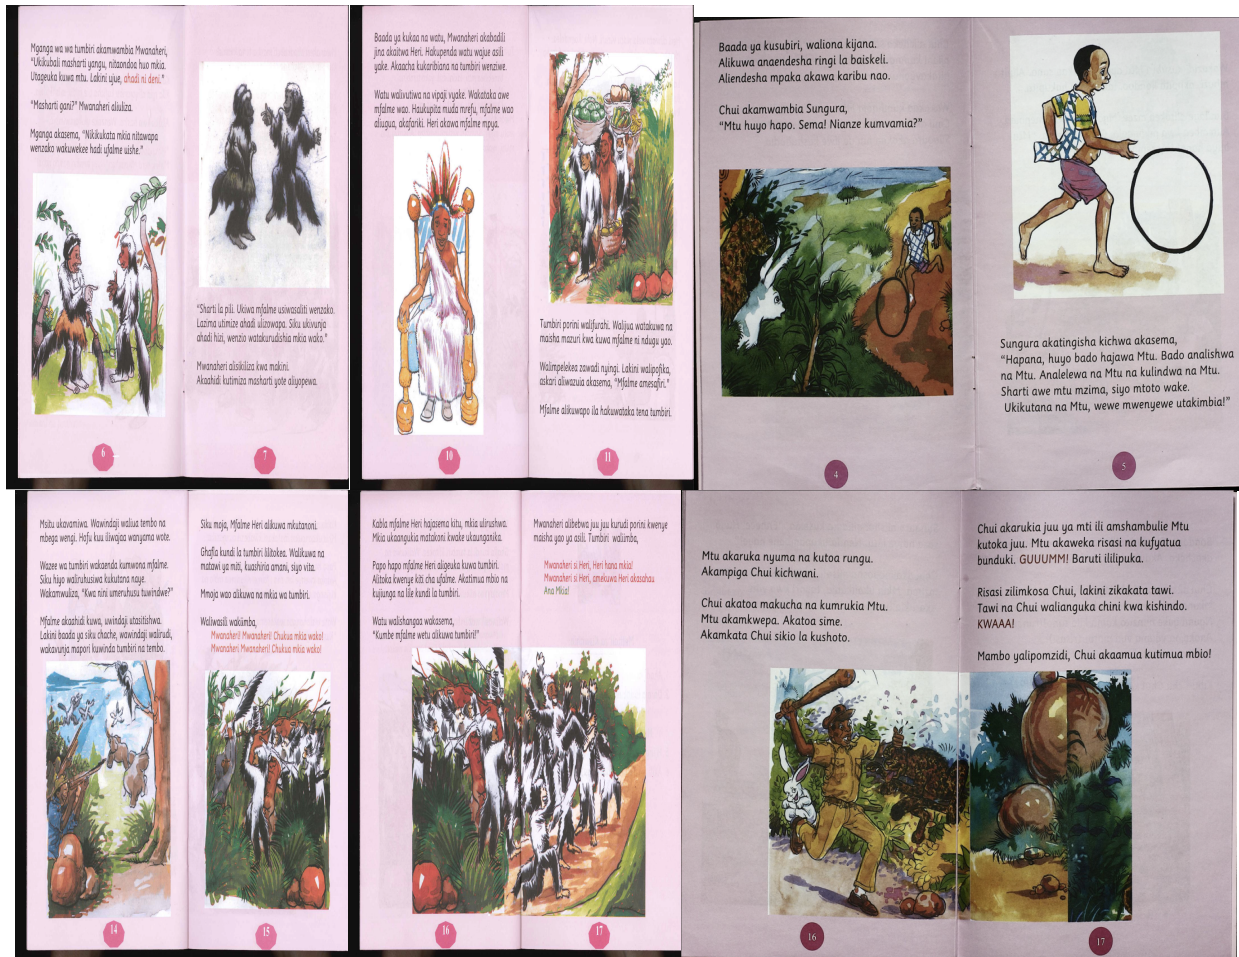 Mganga wa wa tumbiri akamwambia Mwanaheri,
“Ukikubali masharti yangu, nitaondoa huo mkia.
Utageuka kuwa mtu. Lakini ujue, ahadi ni deni.”
“Masharti gani?” Mwanaheri aliuliza.
Mganga akasema, “Nikikukata mkia nitawapa
wenzako wakuwekee hadi ufalme uishe.”
6
“Sharti la pili. Ukiwa mfalme usiwasaliti wenzako.
Lazima utimize ahadi ulizowapa. Siku ukivunja
ahadi hizi, wenzio watakurudishia mkia wako.”
Mwanaheri alisikiliza kwa makini.
Akaahidi kutimiza masharti yote aliyopewa.
7
Baada ya kukaa na watu, Mwanaheri akabadili
jina akaitwa Heri. Hakupenda watu wajue asili
yake. Akaacha kukaribiana na tumbiri wenziwe.
Watu walivutiwa na vipaji vyake. Wakataka awe
mfalme wao. Haukupita muda mrefu, mfalme wao
aliugua, akafariki. Heri akawa mfalme mpya.
10
Tumbiri porini walifurahi. Walijua watakuwa na
maisha mazuri kwa kuwa mfalme ni ndugu yao.
Walimpelekea zawadi nyingi. Lakini walipofika,
askari aliwazuia akasema, “Mfalme amesafiri.”
Mfalme alikuwapo ila hakuwataka tena tumbiri.
11
Baada ya kusubiri, waliona kijana.
Alikuwa anaendesha ringi la baiskeli.
Aliendesha mpaka akawa karibu nao.
Chui akamwambia Sungura,
“Mtu huyo hapo. Sema! Nianze kumvamia?”
4
Sungura akatingisha kichwa akasema,
“Hapana, huyo bado hajawa Mtu. Bado analishwa
na Mtu. Analelewa na Mtu na kulindwa na Mtu.
Sharti awe mtu mzima, siyo mtoto wake.
Ukikutana na Mtu, wewe mwenyewe utakimbia!”
5
Msitu ukavamiwa. Wawindaji waliua tembo na
mbega wengi. Hofu kuu iliwajaa wanyama wote.
Wazee wa tumbiri wakaenda kumwona mfalme.
Siku hiyo waliruhusiwa kukutana naye.
Wakamwuliza, “Kwa nini umeruhusu tuwindwe?”
Mfalme akaahidi kuwa, uwindaji utasitishwa.
Lakini baada ya siku chache, wawindaji walirudi,
wakavunja mapori kuwinda tumbiri na tembo.
14
Siku moja, Mfalme Heri alikuwa mkutanoni.
Ghafla kundi la tumbiri lilitokea. Walikuwa na
matawi ya miti, kuashiria amani, siyo vita.
Mmoja wao alikuwa na mkia wa tumbiri.
Waliwasili wakiimba,
Mwanaheri! Mwanaheri! Chukua mkia wako!
Mwanaheri! Mwanaheri! Chukua mkia wako!
15
Kabla mfalme Heri hajasema kitu, mkia ulirushwa.
Mkia ukaangukia matakoni kwake ukaunganika.
Papo hapo mfalme Heri aligeuka kuwa tumbiri.
Alitoka kwenye kiti cha ufalme. Akatimua mbio na
kujiunga na lile kundi la tumbiri.
Watu walishangaa wakasema,
“Kumbe mfalme wetu alikuwa tumbiri!”
16
Mwanaheri alibebwa juu juu kurudi porini kwenye
maisha yao ya asili. Tumbiri waliimba,
Mwanaheri si Heri, Heri hana mkia!
Mwanaheri si Heri, amekuwa Heri akasahau
Ana Mkia!
17
Mtu akaruka nyuma na kutoa rungu.
Akampiga Chui kichwani.
Chui akatoa makucha na kumrukia Mtu.
Mtu akamkwepa. Akatoa sime.
Akamkata Chui sikio la kushoto.
16
Chui akarukia juu ya mti ili amshambulie Mtu
kutoka juu. Mtu akaweka risasi na kufyatua
bunduki. GUUUMM! Baruti ililipuka.
Risasi zilimkosa Chui, lakini zikakata tawi.
Tawi na Chui walianguka chini kwa kishindo.
KWAAA!
Mambo yalipomzidi, Chui akaamua kutimua mbio!
17